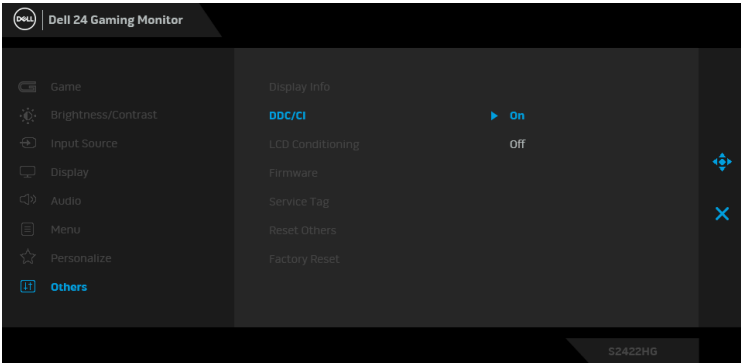 DELL Dell 24 Gaming Monitor
Game
Brightness/Contrast
Input Source
Display
Audio
Menu
Personalize
Others
Display Info
DDC/CI On
LCD Conditioning Off
Firmware
Service Tag
Reset Others
Factory Reset
S2422HG